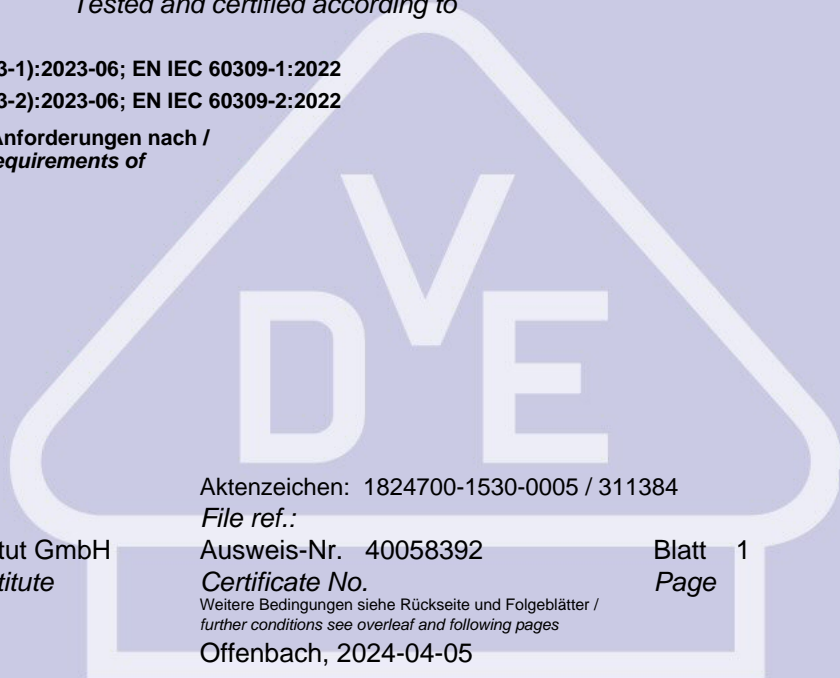 Tested and certified according to
3-1):2023-06; EN IEC 60309-1:2022
3-2):2023-06; EN IEC 60309-2:2022
Anforderungen nach /
equirements of
V
D E
Aktenzeichen: 1824700-1530-0005 / 311384
File ref.:
tut GmbH Ausweis-Nr. 40058392 Blatt 1
titute Certificate No. Page
Weitere Bedingungen siehe Rückseite und Folgeblätter /
further conditions see overleaf and following pages
Offenbach, 2024-04-05